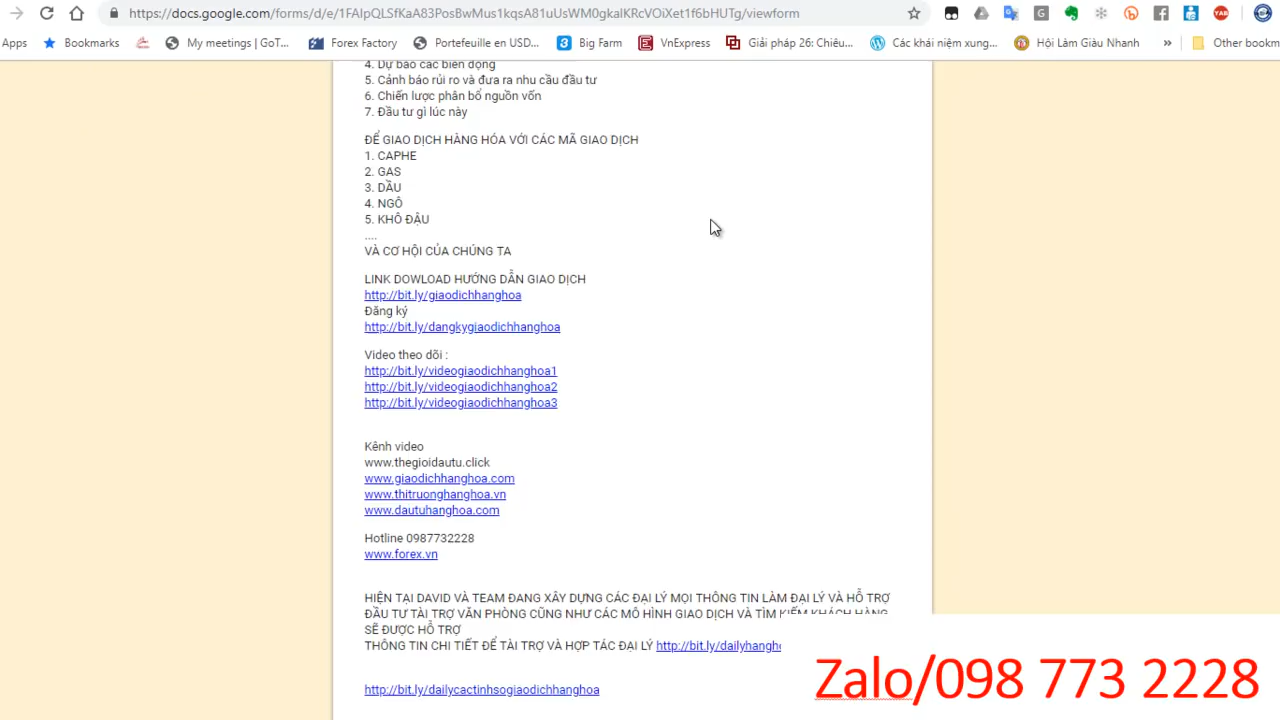 https://docs.google.com/forms/d/e/1FAIpQLSfKaA83PosBwMus1kqsA81uUsWM0gkalKRcVOiXet1f6bHUTg/viewform
Apps Bookmarks My meetings | GoT... Forex Factory Portefeuille en USD... Big Farm VnExpress Giải pháp 26: Chiêu... Các khái niệm xung... Hội Làm Giàu Nhanh » Other bookm
4. Dự báo các biến động
5. Cảnh báo rủi ro và đưa ra nhu cầu đầu tư
6. Chiến lược phân bổ nguồn vốn
7. Đầu tư gì lúc này
ĐỂ GIAO DỊCH HÀNG HÓA VỚI CÁC MÃ GIAO DỊCH
1. CAPHE
2. GAS
3. DẦU
4. NGÔ
5. KHÔ ĐẬU
....
VÀ CƠ HỘI CỦA CHÚNG TA
LINK DOWLOAD HƯỚNG DẪN GIAO DỊCH
http://bit.ly/giaodichhanghoa
Đăng ký
http://bit.ly/dangkygiaodichhanghoa
Video theo dõi :
http://bit.ly/videogiaodichhanghoa1
http://bit.ly/videogiaodichhanghoa2
http://bit.ly/videogiaodichhanghoa3
Kênh video
www.thegioidautu.click
www.giaodichhanghoa.com
www.thitruonghanghoa.vn
www.dautuhanghoa.com
Hotline 0987732228
www.forex.vn
HIỆN TẠI DAVID VÀ TEAM ĐANG XÂY DỰNG CÁC ĐẠI LÝ MỌI THÔNG TIN LÀM ĐẠI LÝ VÀ HỖ TRỢ
ĐẦU TƯ TÀI TRỢ VĂN PHÒNG CŨNG NHƯ CÁC MÔ HÌNH GIAO DỊCH VÀ TÌM KIẾM KHÁCH HÀNG
SẼ ĐƯỢC HỖ TRỢ
THÔNG TIN CHI TIẾT ĐỂ TÀI TRỢ VÀ HỢP TÁC ĐẠI LÝ http://bit.ly/dailyhangho
http://bit.ly/dailycactinhsogiaodichhanghoa
Zalo/098 773 2228